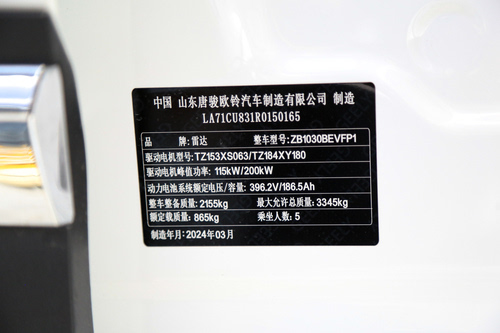 中国 山东唐骏欧铃汽车制造有限公司 制造
LA71CU831R0150165
品牌：雷达 整车型号：ZB1030BEVFP1
驱动电机型号：TZ153XS063/TZ184XY180
驱动电机峰值功率：115kW/200kW
动力电池系统额定电压/容量：396.2V/186.5Ah
整车整备质量：2155kg 最大允许总质量：3345kg
额定载质量：865kg 乘坐人数：5
制造年月：2024年03月